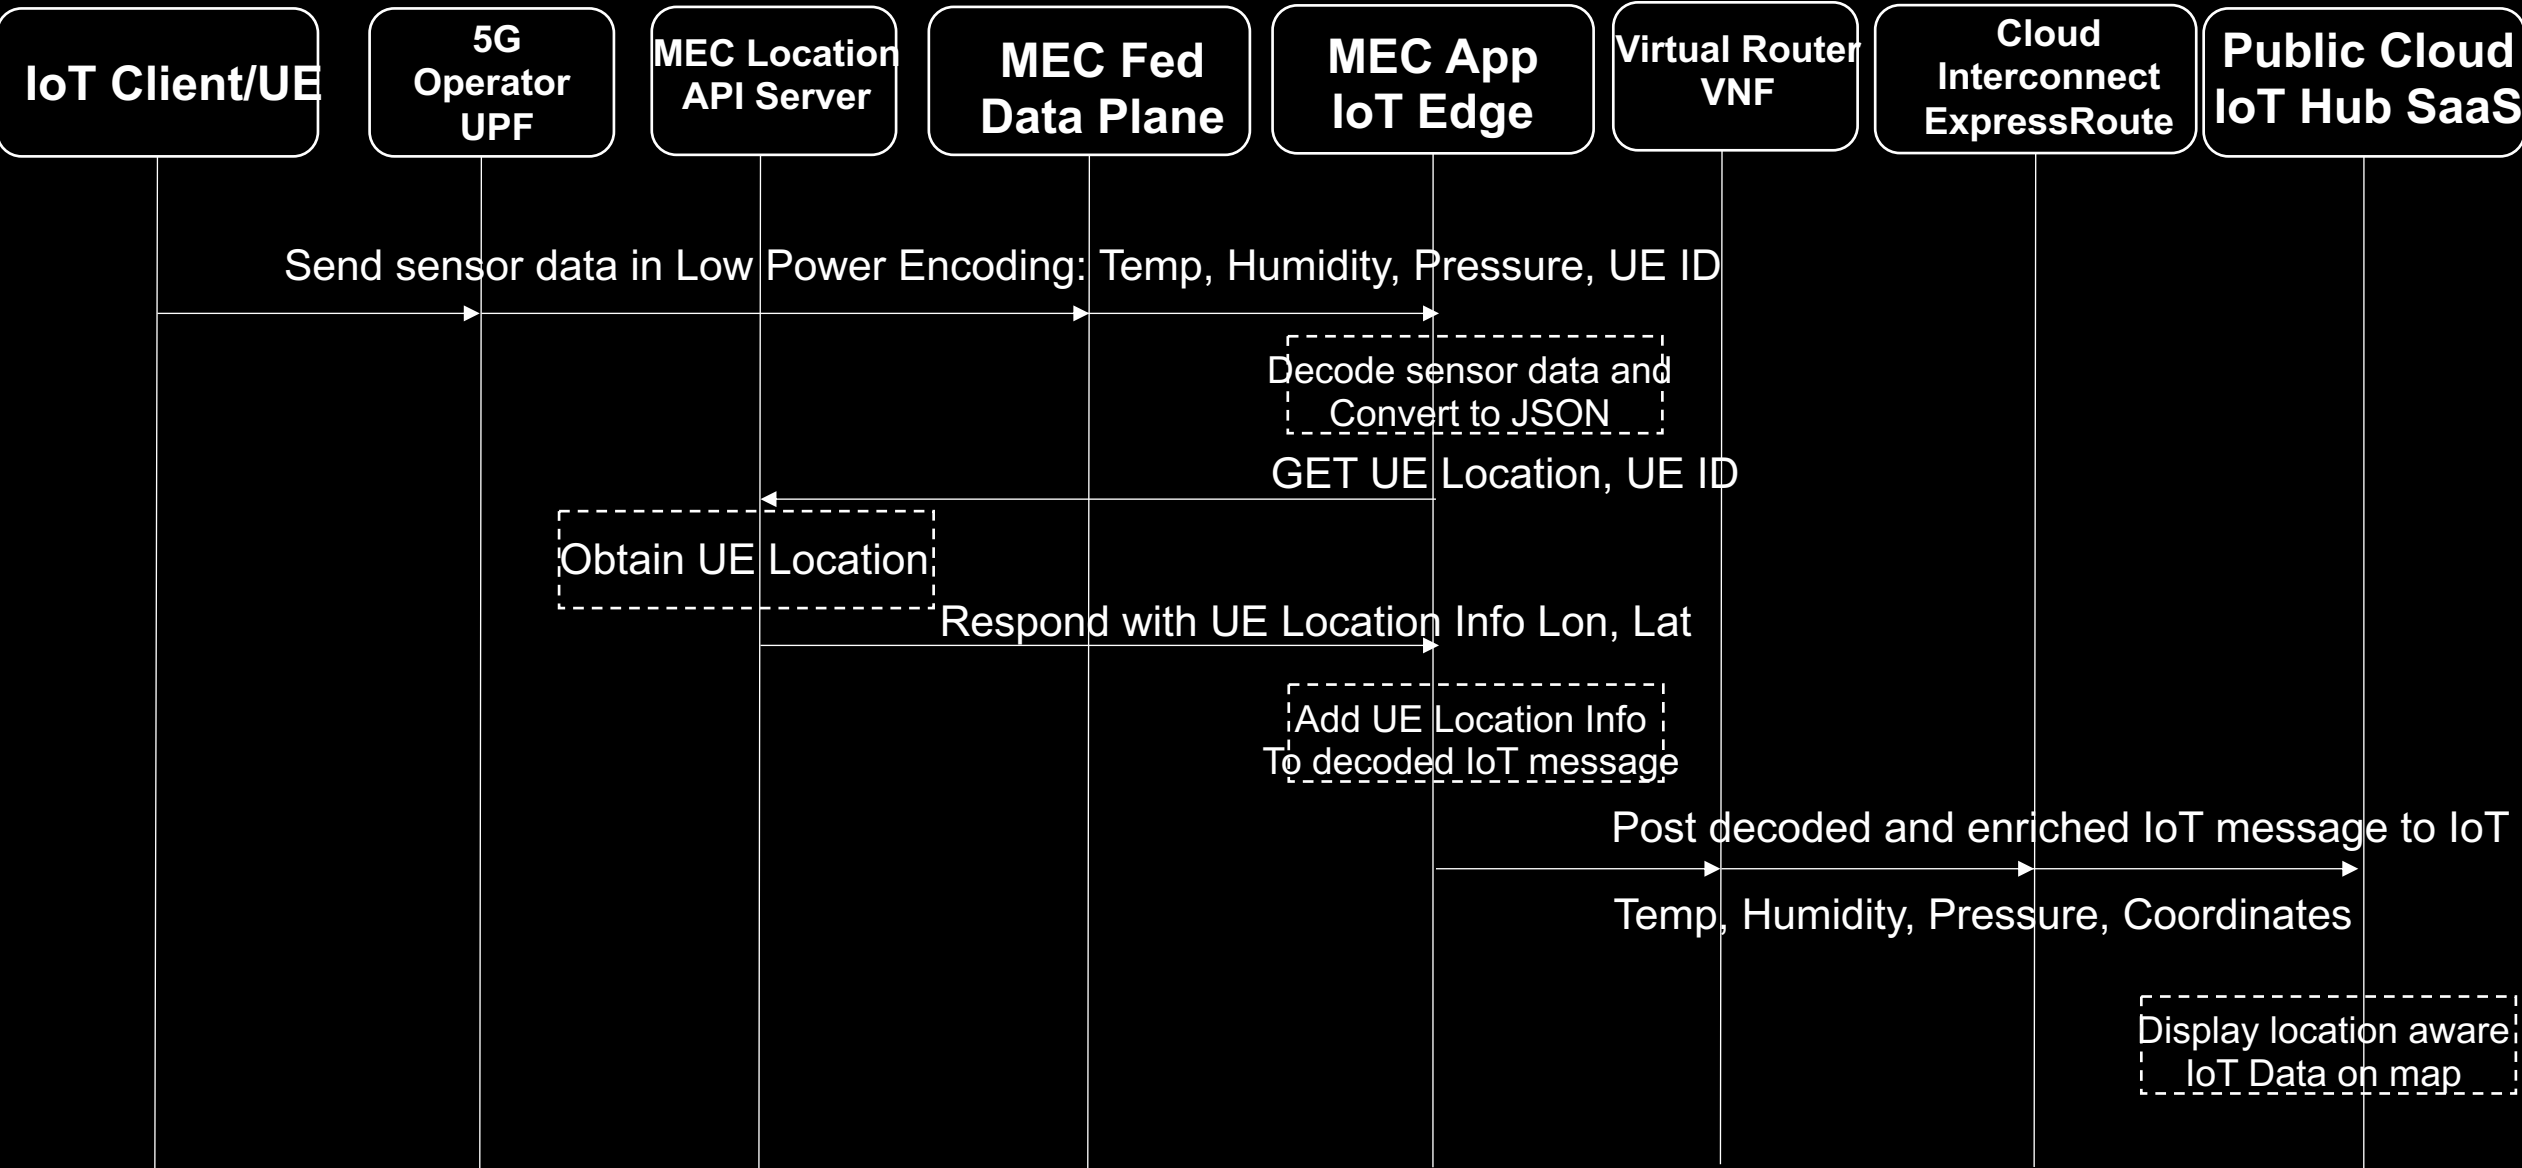 IoT Client/UE
5G
Operator
UPF
MEC Location
API Server
MEC Fed
Data Plane
MEC App
IoT Edge
Virtual Router
VNF
Cloud
Interconnect
ExpressRoute
Public Cloud
IoT Hub SaaS
Send sensor data in Low Power Encoding: Temp, Humidity, Pressure, UE ID
Decode sensor data and
Convert to JSON
GET UE Location, UE ID
Obtain UE Location
Respond with UE Location Info Lon, Lat
Add UE Location Info
To decoded IoT message
Post decoded and enriched IoT message to IoT
Temp, Humidity, Pressure, Coordinates
Display location aware
IoT Data on map